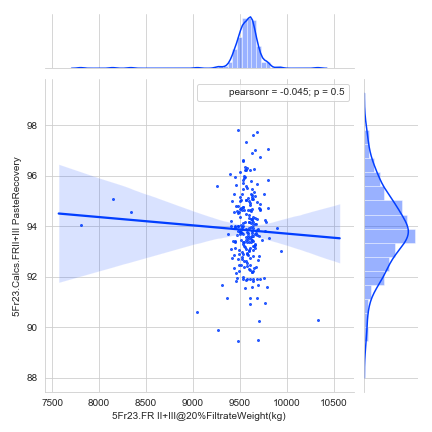 pearsonr = -0.045; p = 0.5
98
96
94
92
90
88
5Fr23.Calcs.FRII+III PasteRecovery
7500 8000 8500 9000 9500 10000 10500
5Fr23.FR II+III@20%FiltrateWeight(kg)